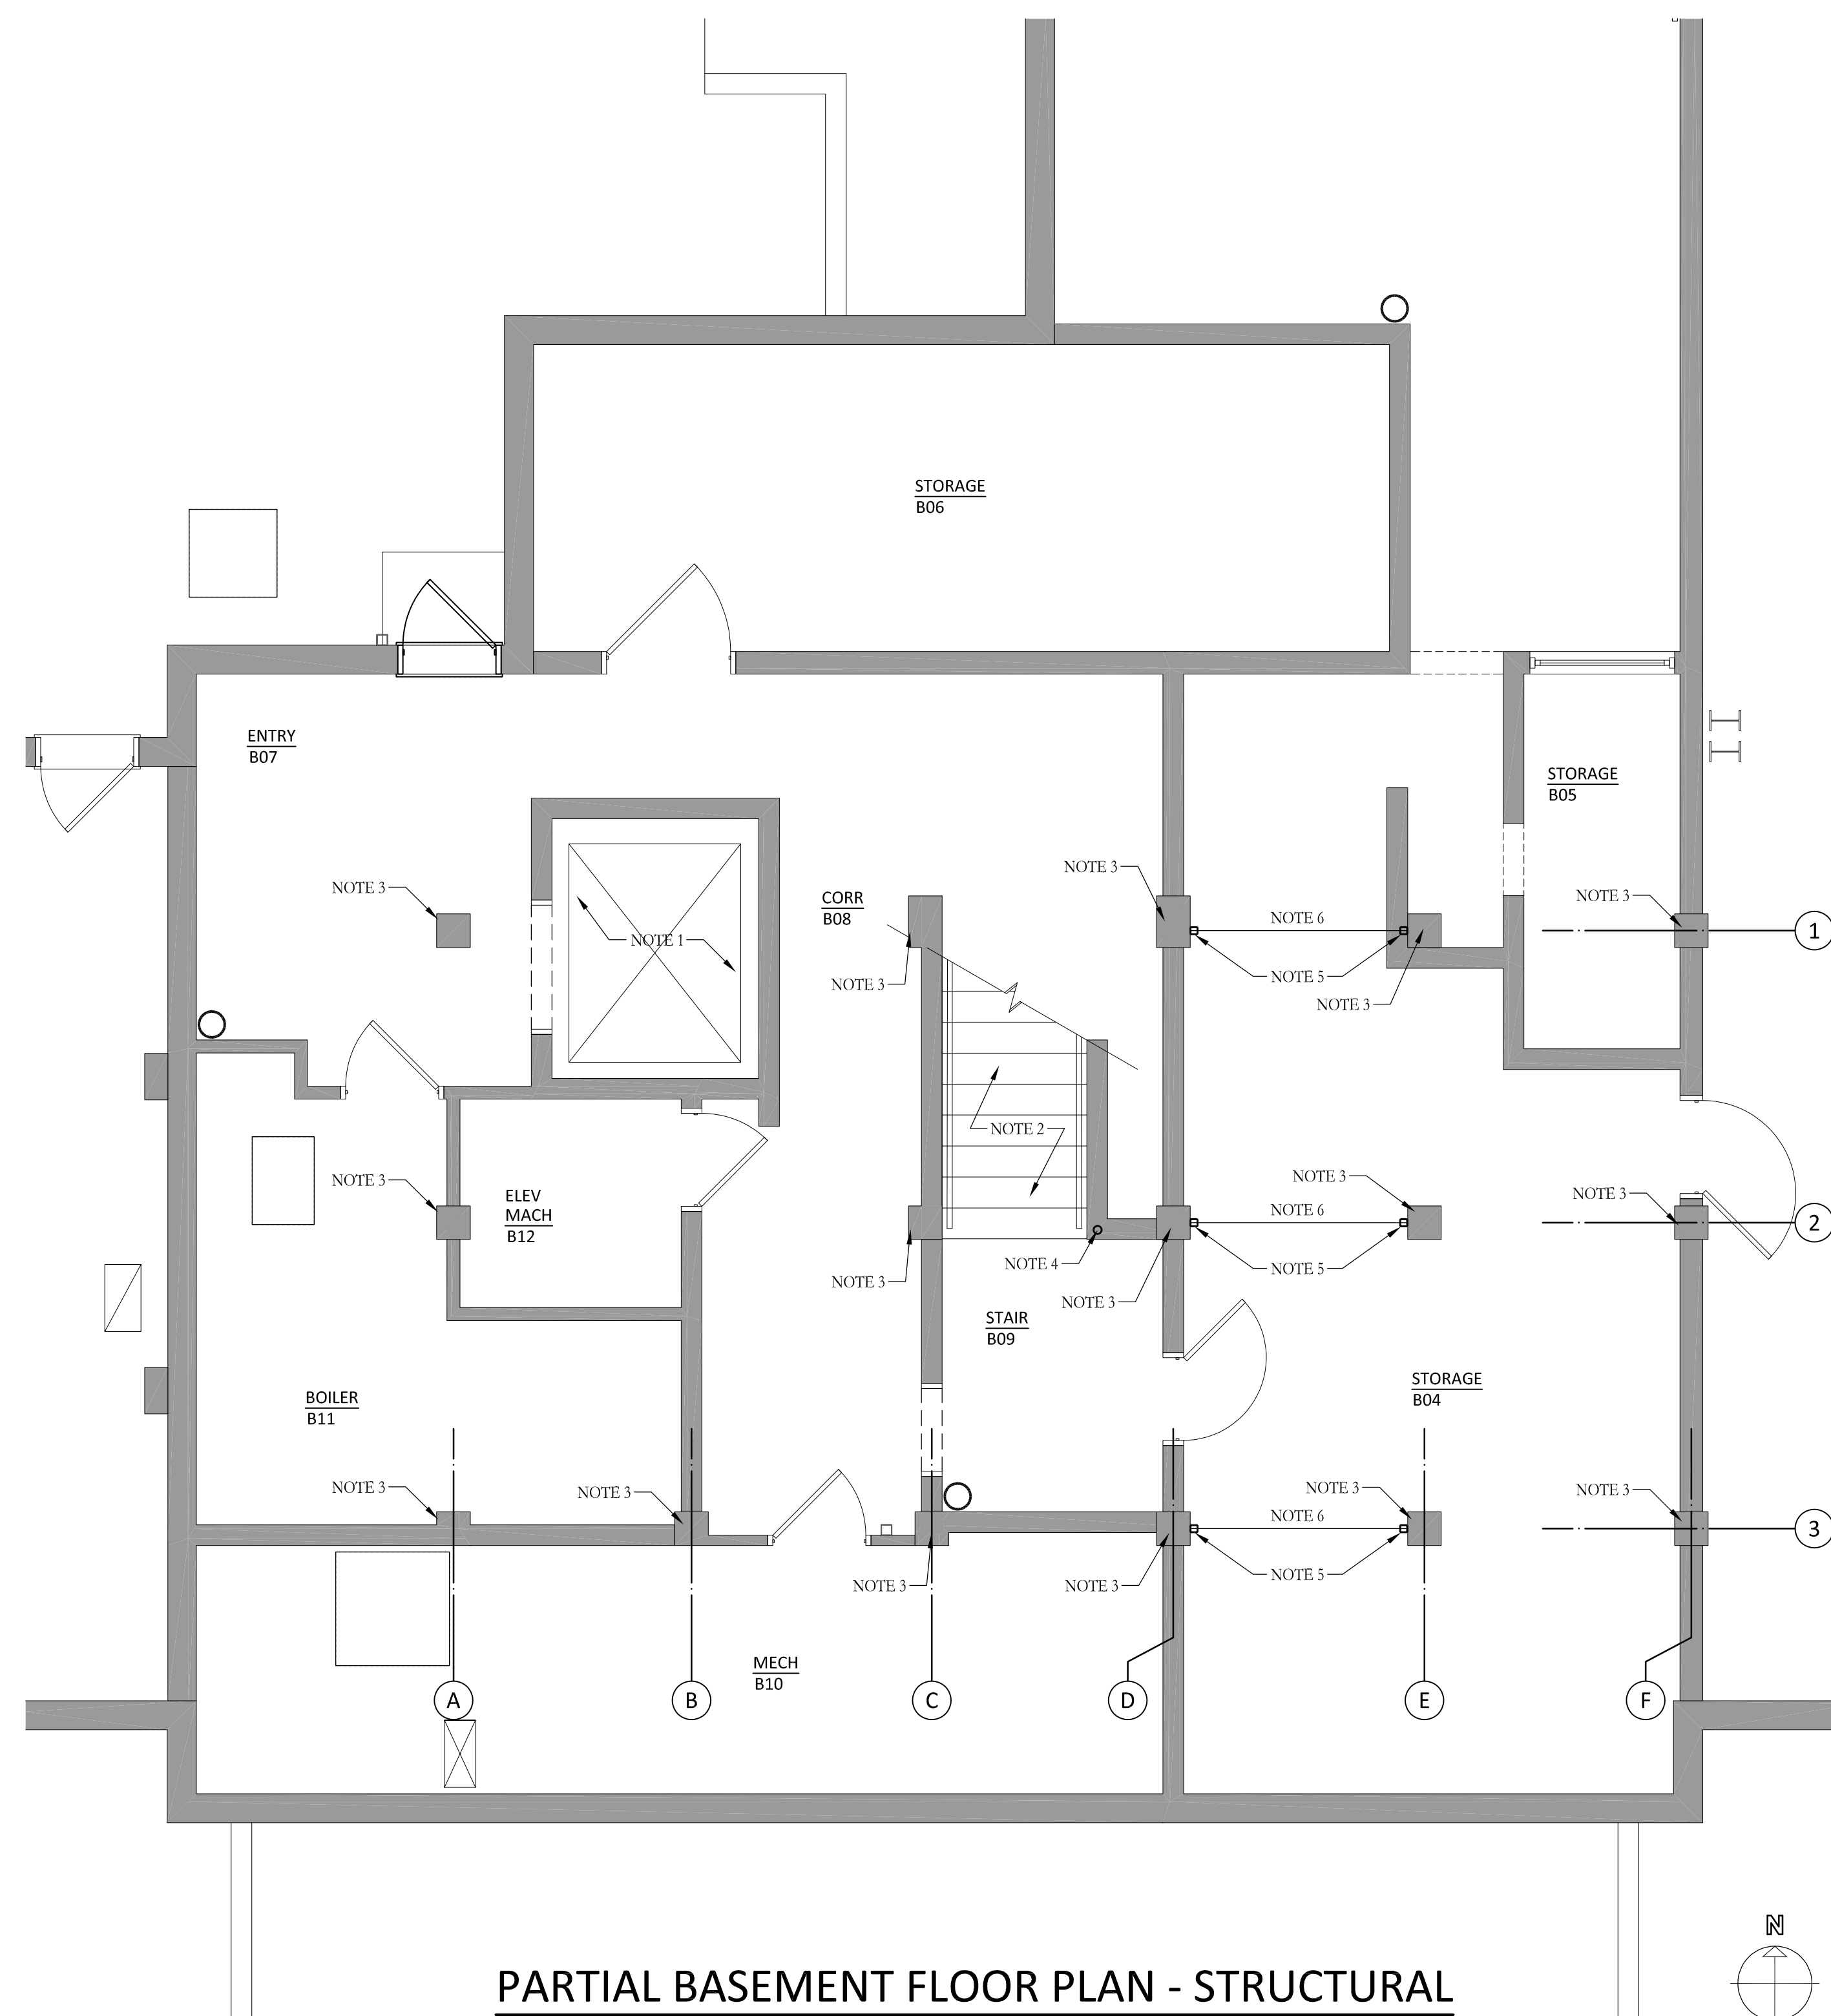 STORAGE
B06
ENTRY
B07
STORAGE
B05
NOTE 3
NOTE 3
CORR
B08
NOTE 3
NOTE 6
1
NOTE 1
NOTE 3
NOTE 5
NOTE 3
NOTE 2
NOTE 3
NOTE 3
NOTE 3
ELEV
MACH
B12
NOTE 6
2
NOTE 4
NOTE 5
NOTE 3
NOTE 3
STAIR
B09
STORAGE
B04
BOILER
B11
NOTE 3
NOTE 3
NOTE 3
NOTE 3
NOTE 6
3
NOTE 5
NOTE 3
NOTE 3
MECH
B10
A
B
C
D
E
F
N
PARTIAL BASEMENT FLOOR PLAN - STRUCTURAL